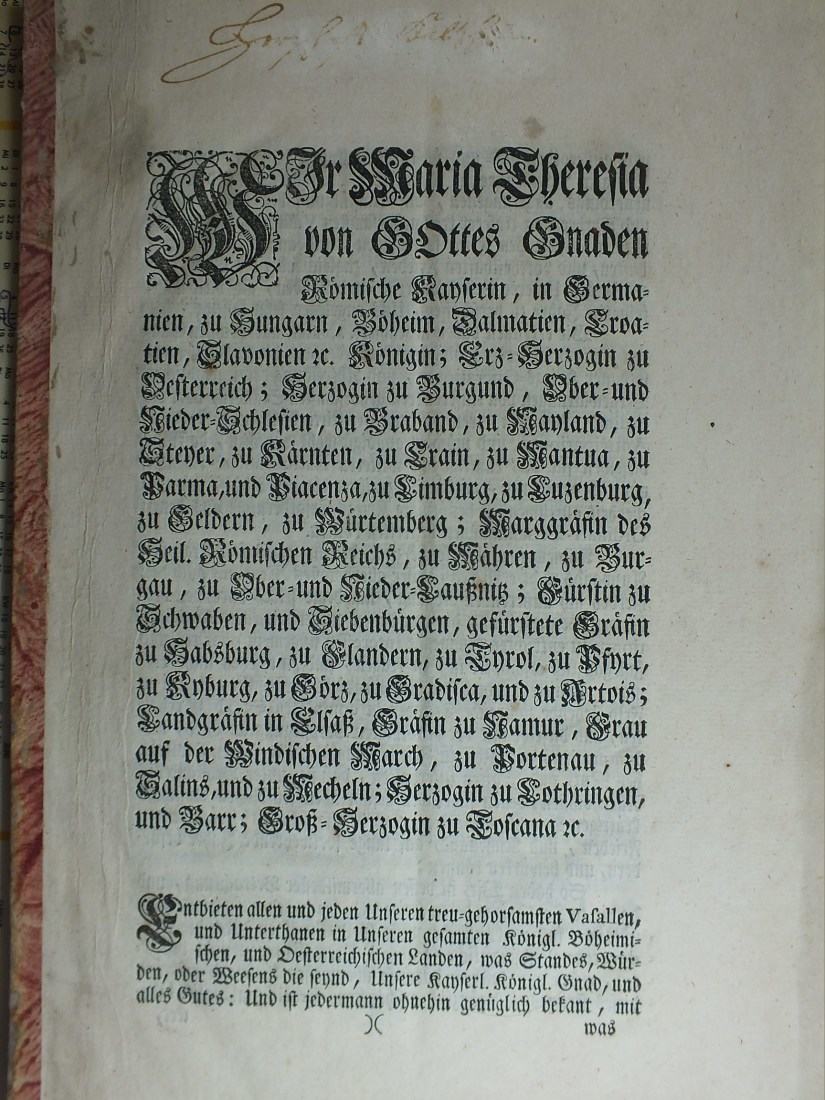 WJr Maria Theresia
von GOttes Gnaden
Römische Kayserin, in Germa-
nien, zu Hungarn, Böheim, Dalmatien, Croa-
tien, Slavonien ꝛc. Königin; Erz-Herzogin zu
Oesterreich; Herzogin zu Burgund, Ober-und
Nieder-Schlesien, zu Braband, zu Mayland, zu
Steyer, zu Kärnten, zu Crain, zu Mantua, zu
Parma, und Piacenza, zu Limburg, zu Luzenburg,
zu Geldern, zu Würtemberg; Marggräfin des
Heil. Römischen Reichs, zu Mähren, zu Bur-
gau, zu Ober-und Nieder-Laußnitz; Fürstin zu
Schwaben, und Siebenbürgen, gefürstete Gräfin
zu Habsburg, zu Flandern, zu Tyrol, zu Pfyrt,
zu Kyburg, zu Görz, zu Gradisca, und zu Artois;
Landgräfin in Elsaß, Gräfin zu Namur, Frau
auf der Windischen March, zu Portenau, zu
Salins, und zu Mecheln; Herzogin zu Lothringen,
und Barr; Groß-Herzogin zu Toscana ꝛc.
Entbieten allen und jeden Unseren treu-gehorsamsten Vasallen,
und Unterthanen in Unseren gesamten Königl. Böheimi-
schen, und Oesterreichischen Landen, was Standes, Wür-
den, oder Weesens die seynd, Unsere Kayserl. Königl. Gnad, und
alles Gutes: Und ist jedermann ohnehin genüglich bekant, mit
)( was